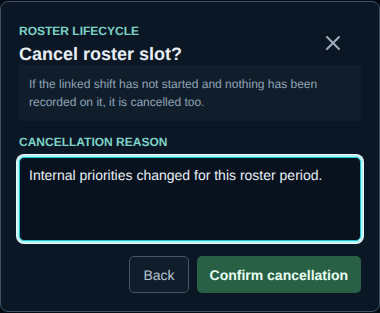 ROSTER LIFECYCLE
Cancel roster slot?
If the linked shift has not started and nothing has been
recorded on it, it is cancelled too.
CANCELLATION REASON
Internal priorities changed for this roster period.
Back
Confirm cancellation